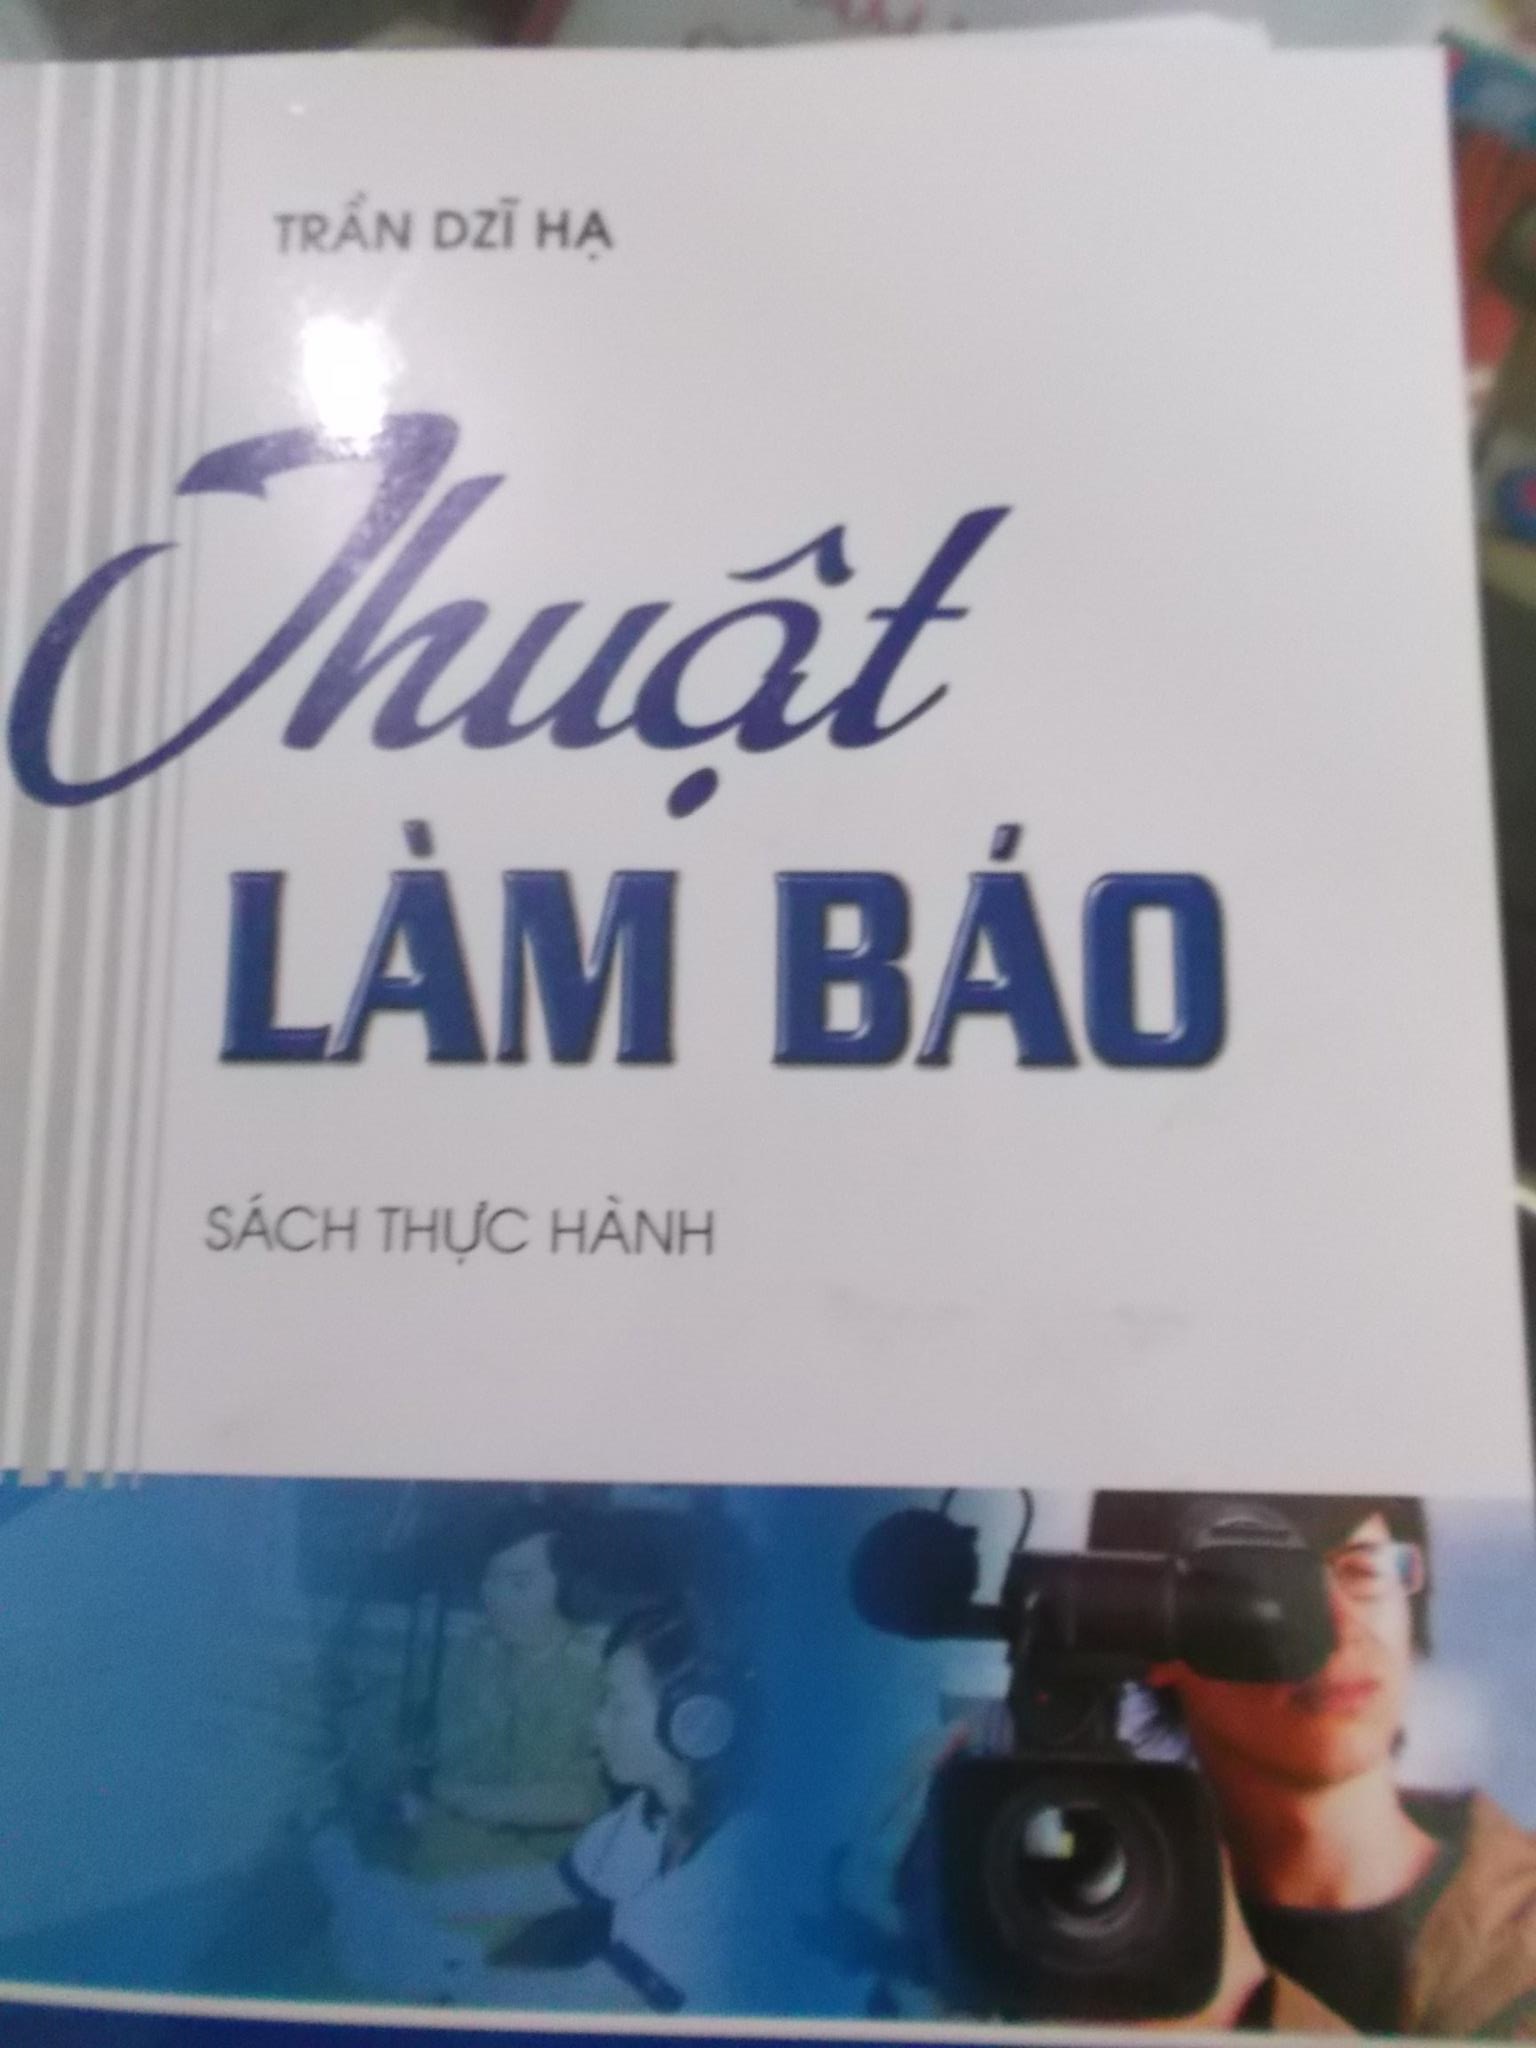 TRẦN DZĨ HẠ
Thuật
LÀM BÁO
SÁCH THỰC HÀNH